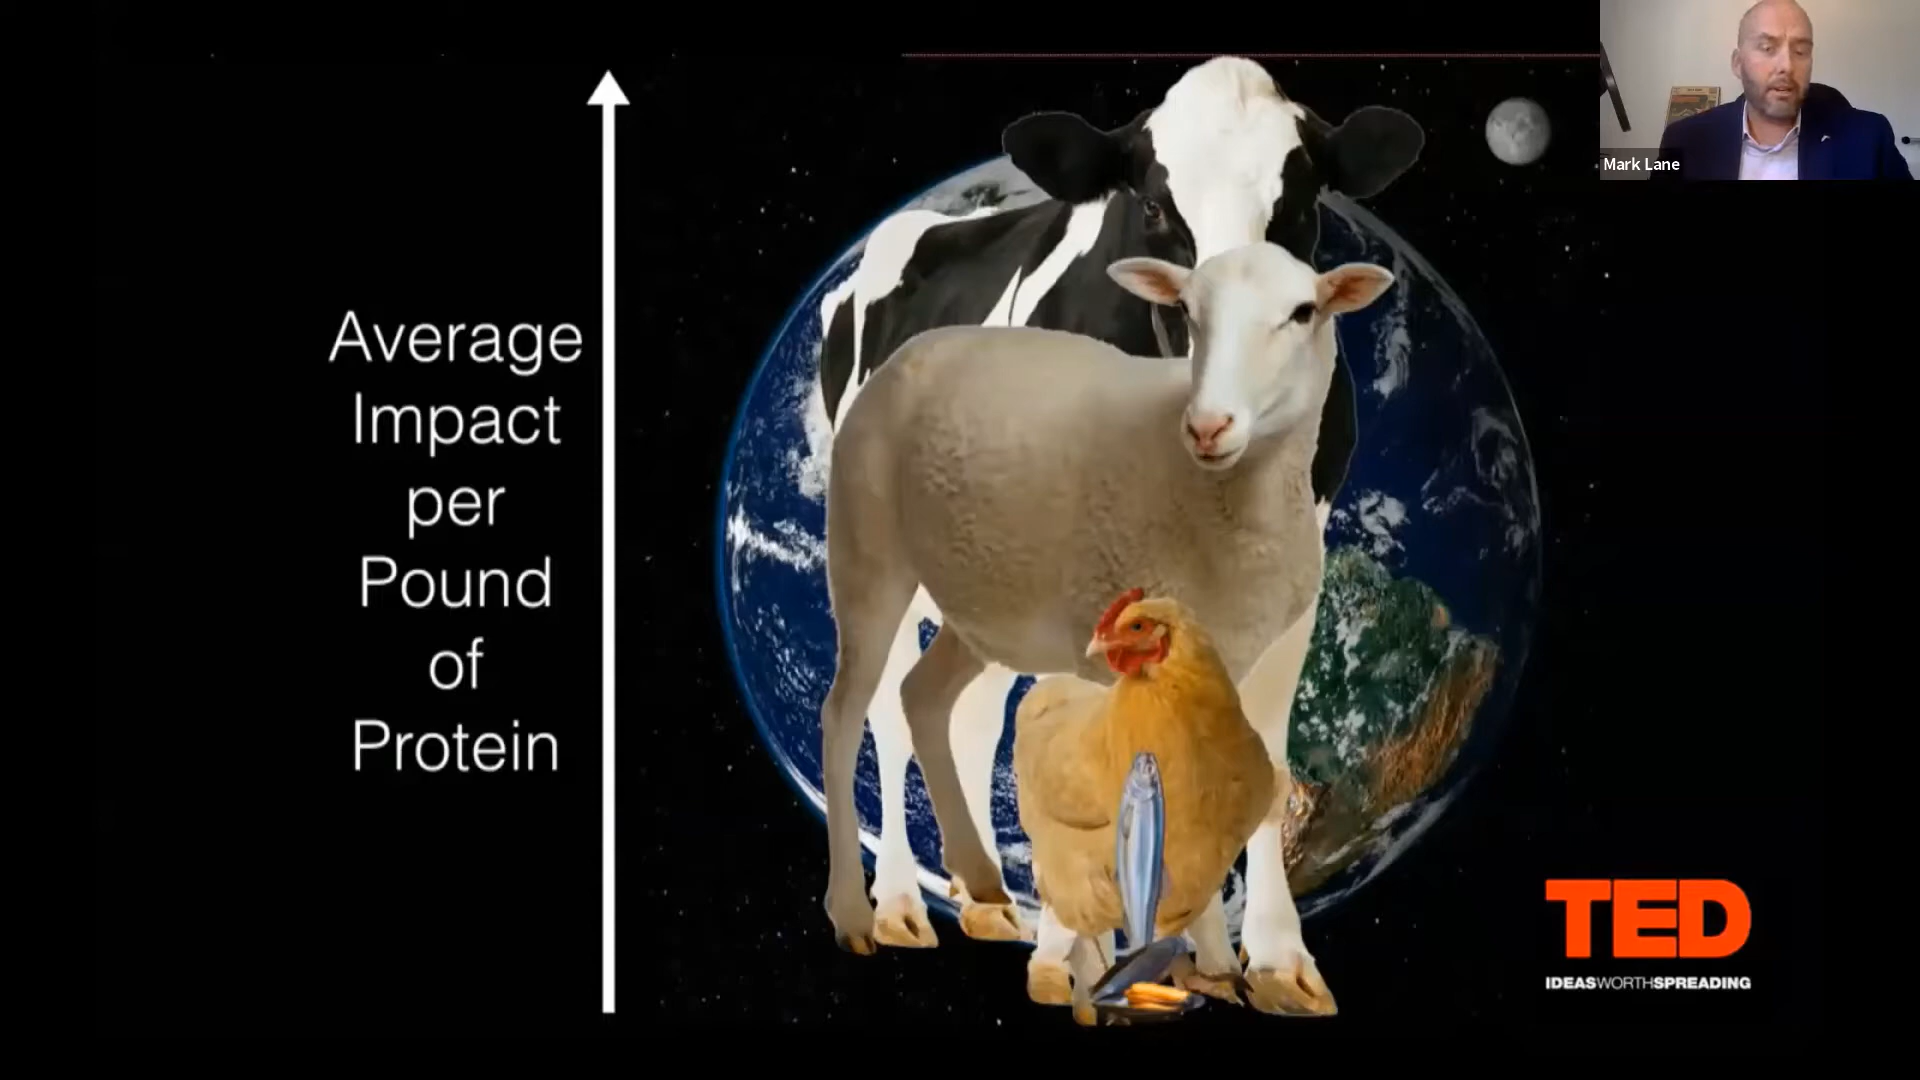 Mark Lane
Average
Impact
per
Pound
of
Protein
TED
IDEASWORTHSPREADING